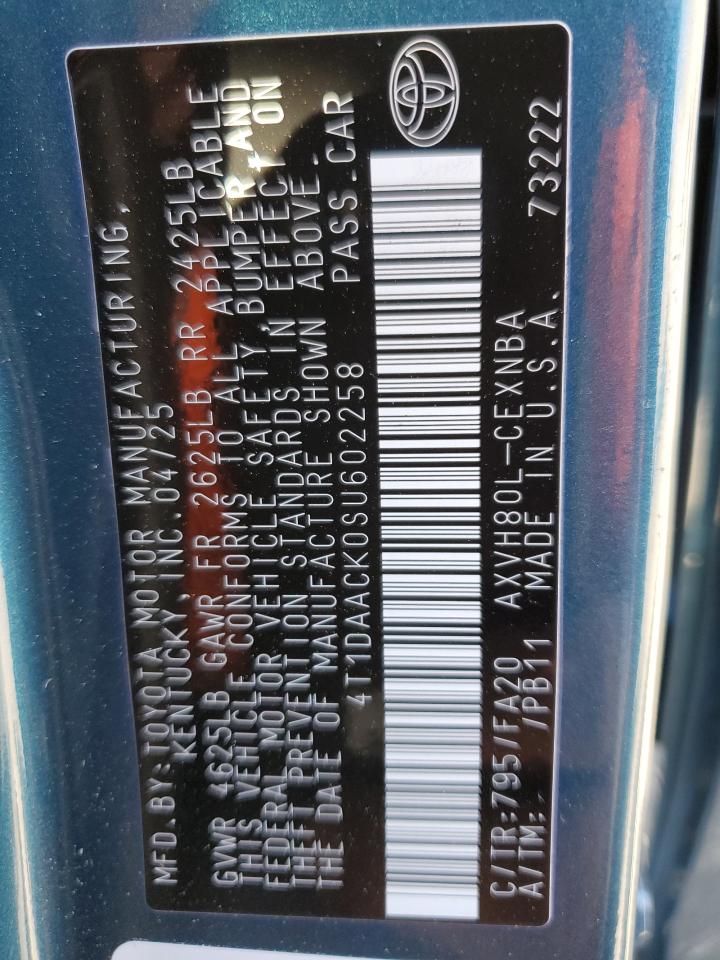 MFD.BY:TOYOTA MOTOR MANUFACTURING,
KENTUCKY INC.04/25
GVWR 4625LB GAWR FR 2625LB RR 2425LB
THIS VEHICLE CONFORMS TO ALL APPLICABLE
FEDERAL MOTOR VEHICLE SAFETY,BUMPER,AND
THEFT PREVENTION STANDARDS IN EFFECT ON
THE DATE OF MANUFACTURE SHOWN ABOVE.
4T1DAACK0SU602258 PASS.CAR
C/TR:795/FA20 AXVH80L-CEXNBA
A/TM:-/PB11 MADE IN U.S.A. 73222